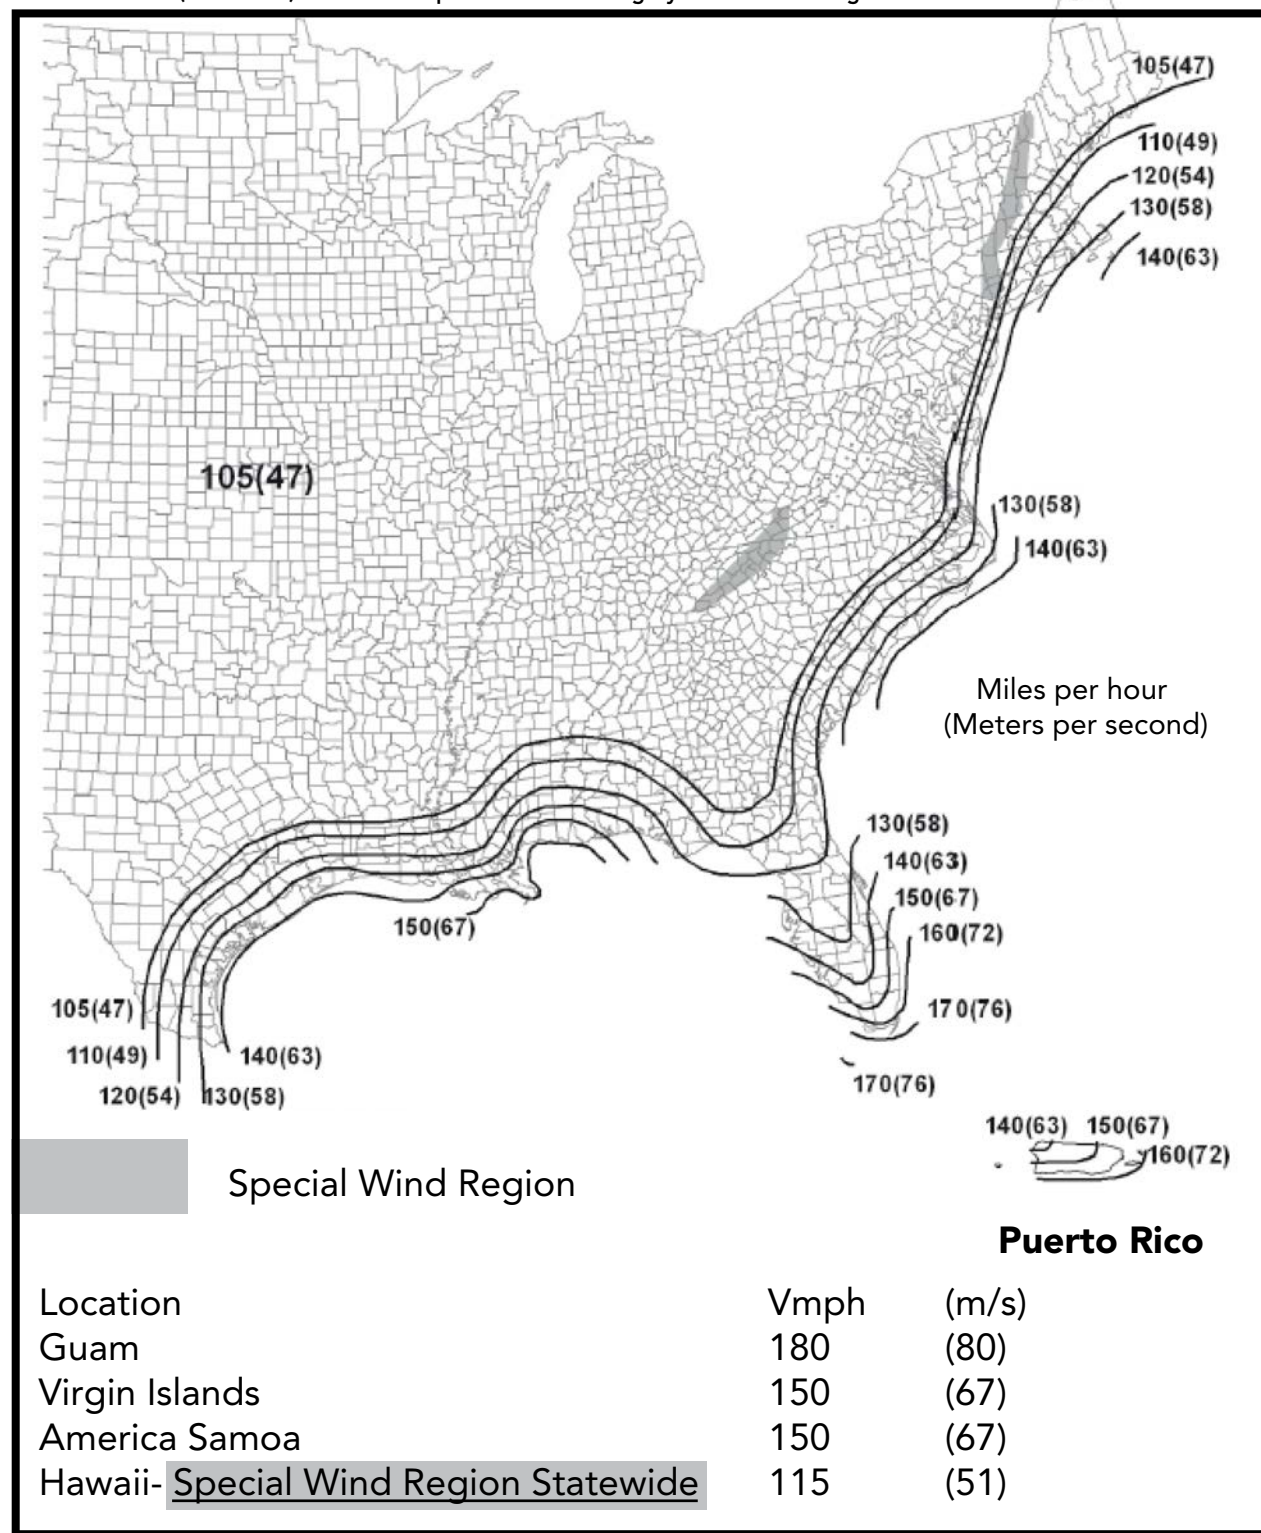 105(47)
110(49)
120(54)
130(58)
140(63)
105(47)
130(58)
140(63)
Miles per hour
(Meters per second)
130(58)
140(63)
150(67)
160(72)
150(67)
105(47)
170(76)
110(49)
140(63)
120(54)
130(58)
170(76)
140(63) 150(67)
160(72)
Special Wind Region
Puerto Rico
Location Vmph (m/s)
Guam 180 (80)
Virgin Islands 150 (67)
America Samoa 150 (67)
Hawaii- Special Wind Region Statewide 115 (51)